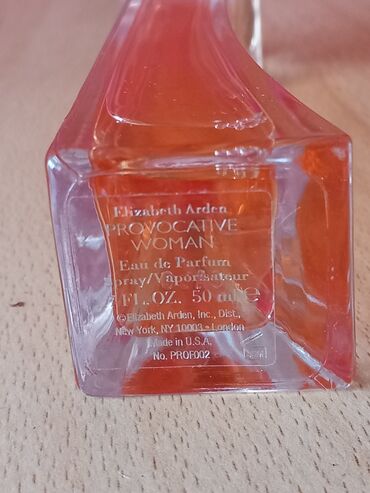 Elizabeth Arden
PROVOCATIVE
WOMAN
Eau de Parfum
Spray/Vaporisateur
FL.OZ. 50 ml ℮
©Elizabeth Arden, Inc., Dist.,
New York, NY 10003 - London
Made in U.S.A.
No. PROF002